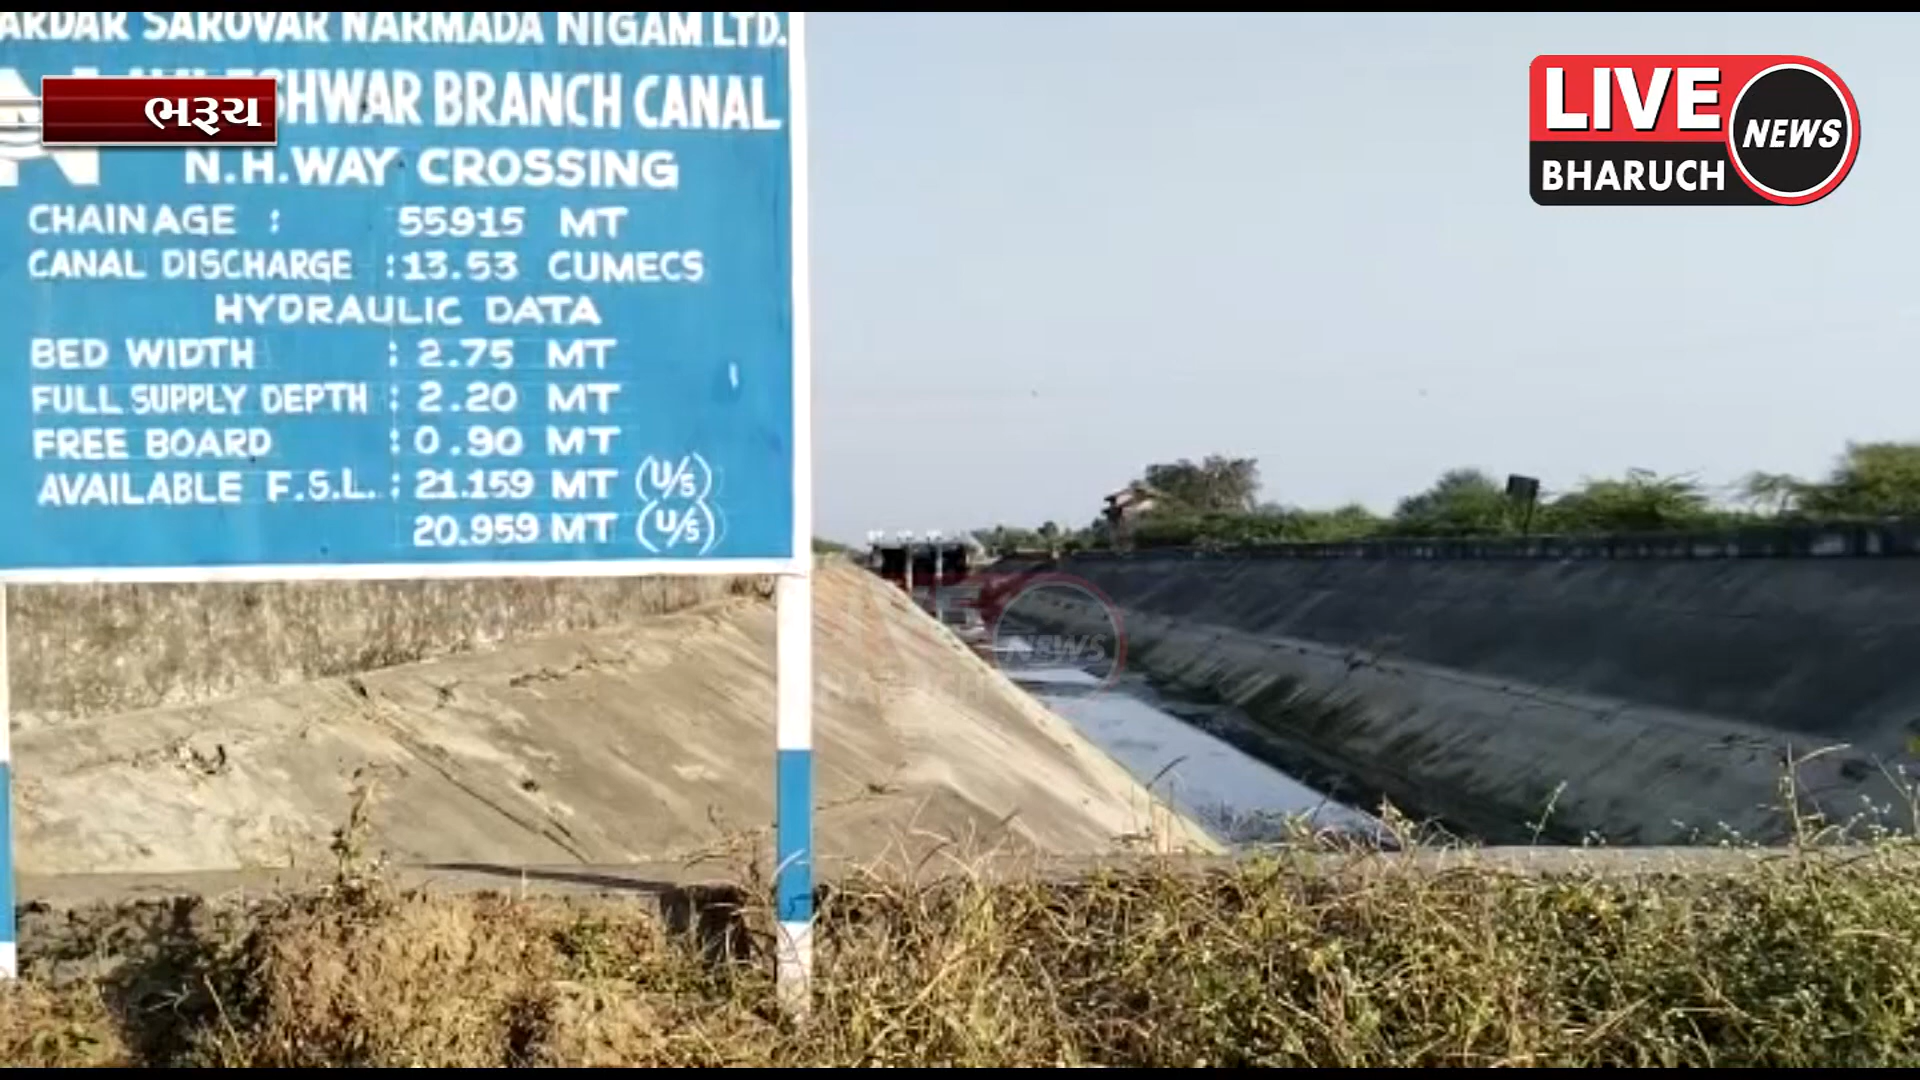 SAROVAR NARMADA NIGAM LTD.
BRANCH CANAL
ભરૂચ
N.H.WAY CROSSING
CHAINAGE : 55915 MT
CANAL DISCHARGE : 13.53 CUMECS
HYDRAULIC DATA
BED WIDTH : 2.75 MT
FULL SUPPLY DEPTH : 2.20 MT
FREE BOARD : 0.90 MT
AVAILABLE F.S.L. : 21.159 MT (U/S)
20.959 MT (U/S)
LIVE
NEWS
BHARUCH
NEWS